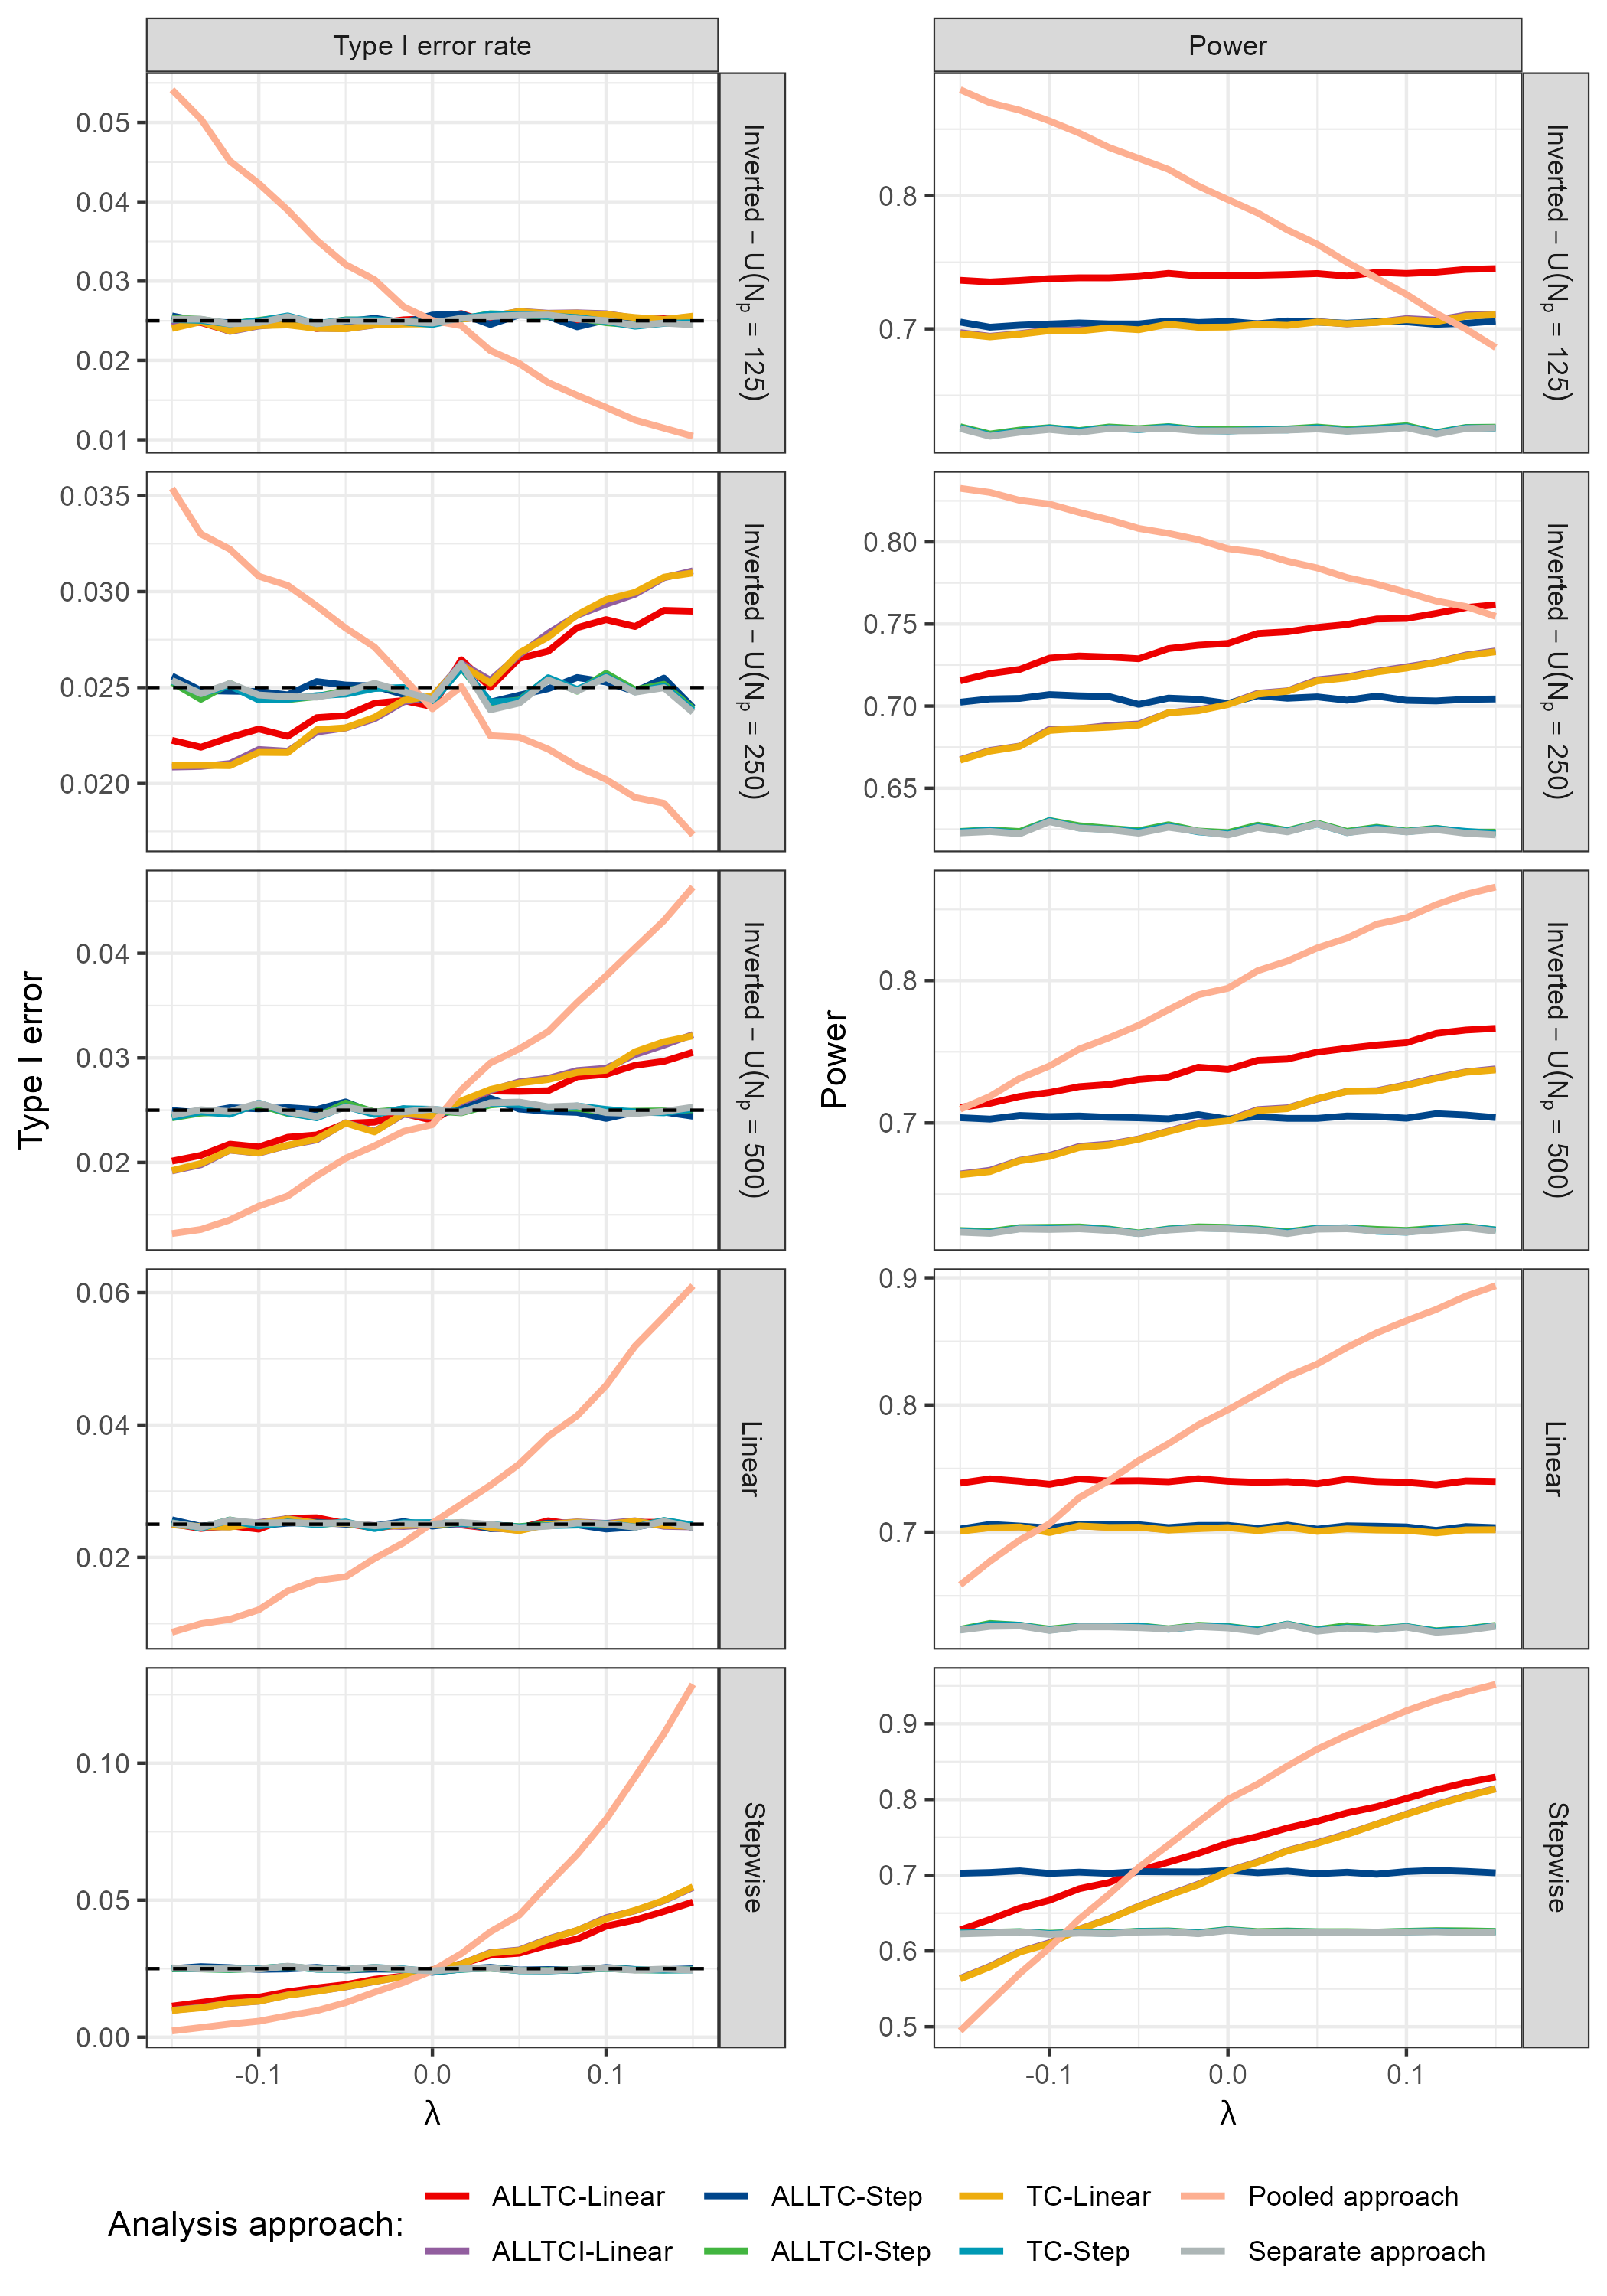 Type I error rate
Power
0.05
0.04
0.03
0.02
0.01
Inverted − U(Np = 125)
0.8
0.7
Inverted − U(Np = 125)
0.035
0.030
0.025
0.020
Inverted − U(Np = 250)
0.80
0.75
0.70
0.65
Inverted − U(Np = 250)
Type I error
0.04
0.03
0.02
Inverted − U(Np = 500)
Power
0.8
0.7
Inverted − U(Np = 500)
0.06
0.04
0.02
Linear
0.9
0.8
0.7
Linear
0.10
0.05
0.00
Stepwise
0.9
0.8
0.7
0.6
0.5
Stepwise
-0.1 0.0 0.1
λ
-0.1 0.0 0.1
λ
Analysis approach:
ALLTC-Linear ALLTC-Step TC-Linear Pooled approach
ALLTCI-Linear ALLTCI-Step TC-Step Separate approach